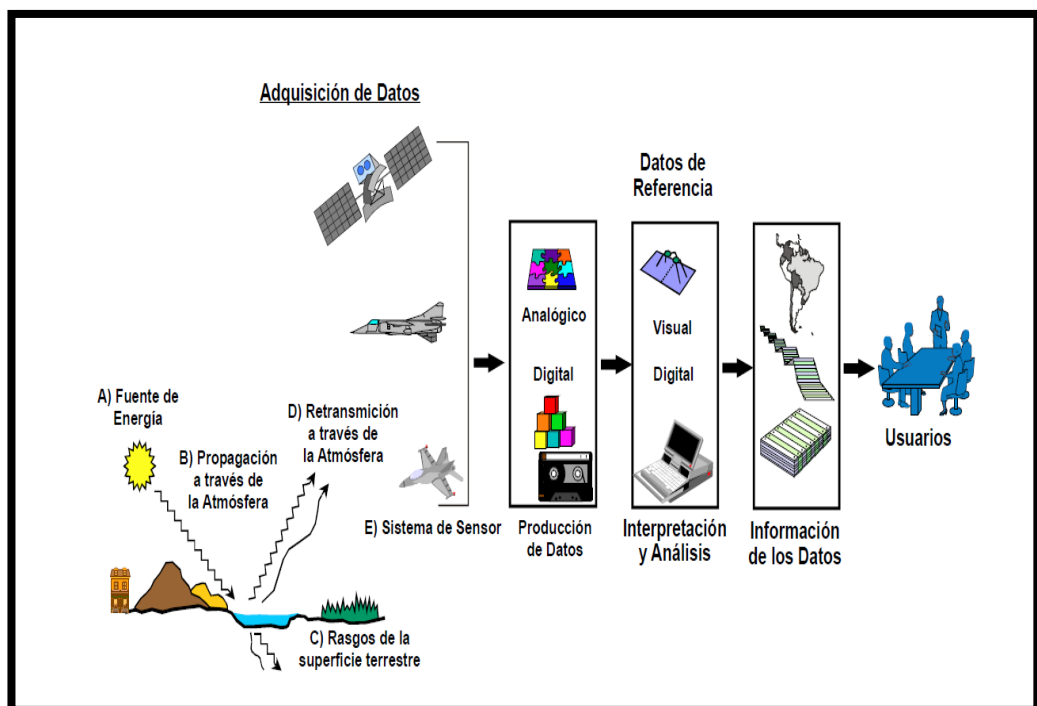 Adquisición de Datos
Datos de
Referencia
Analógico
Digital
Visual
Digital
A) Fuente de
Energía
B) Propagación
a través de
la Atmósfera
D) Retransmición
a través de
la Atmósfera
E) Sistema de Sensor
C) Rasgos de la
superficie terrestre
Producción
de Datos
Interpretación
y Análisis
Información
de los Datos
Usuarios